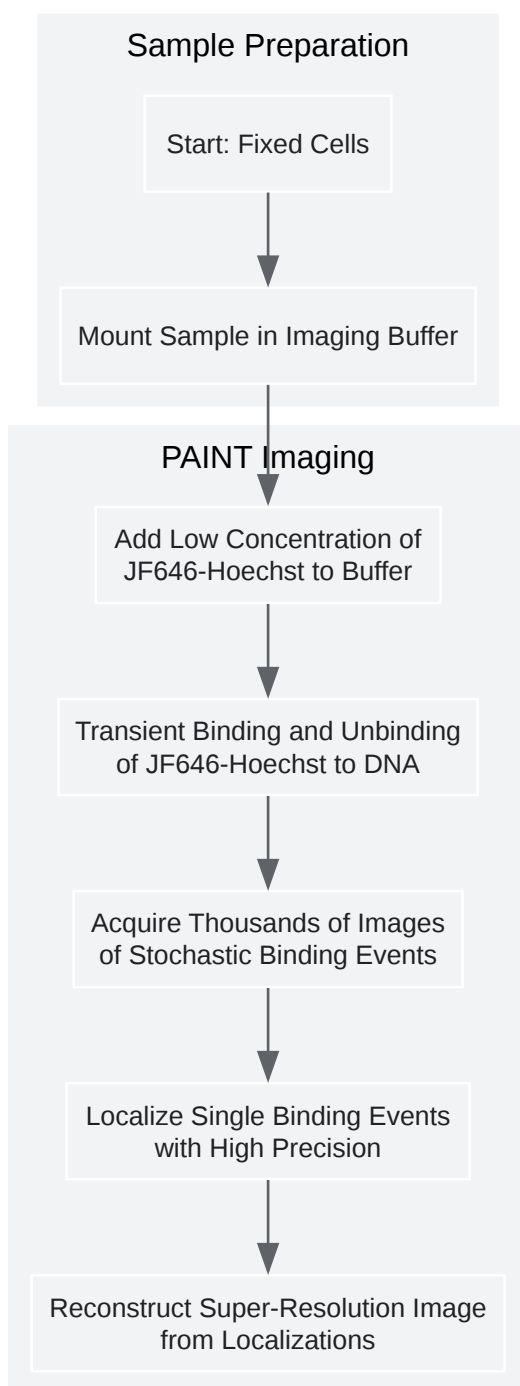 Sample Preparation
Start: Fixed Cells
Mount Sample in Imaging Buffer
PAINT Imaging
Add Low Concentration of
JF646-Hoechst to Buffer
Transient Binding and Unbinding
of JF646-Hoechst to DNA
Acquire Thousands of Images
of Stochastic Binding Events
Localize Single Binding Events
with High Precision
Reconstruct Super-Resolution Image
from Localizations